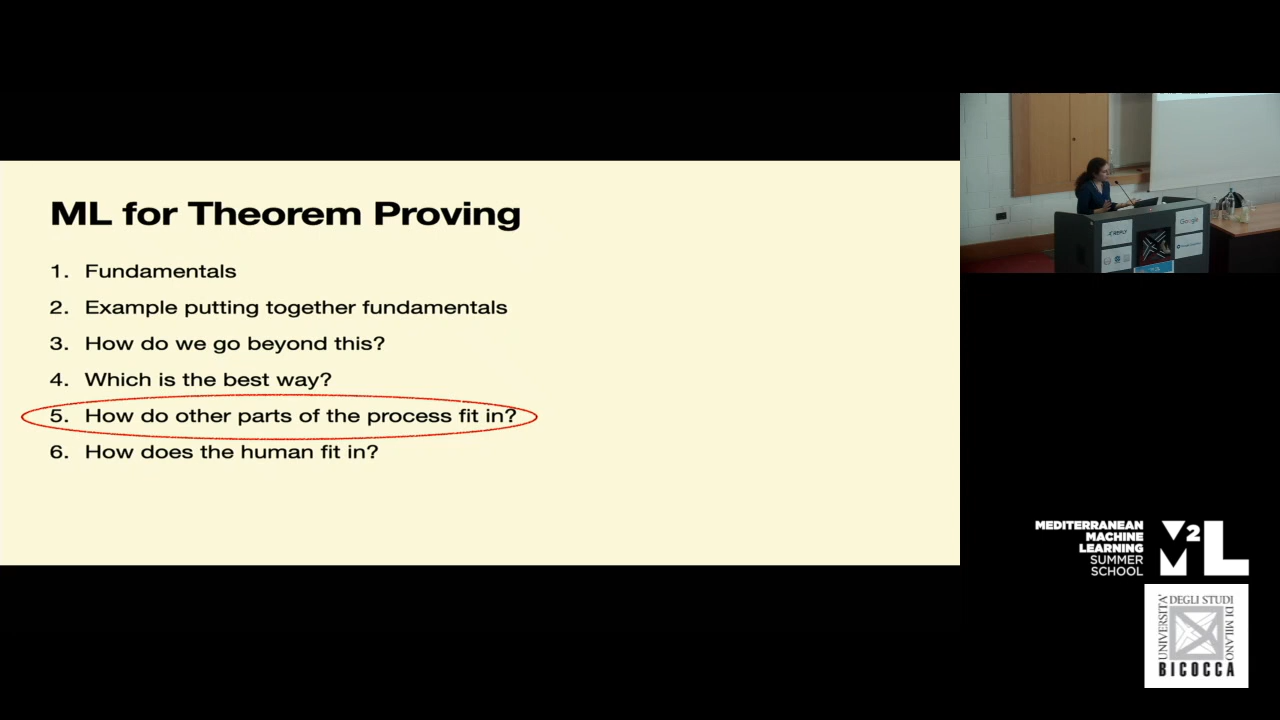 ML for Theorem Proving
1. Fundamentals
2. Example putting together fundamentals
3. How do we go beyond this?
4. Which is the best way?
5. How do other parts of the process fit in?
6. How does the human fit in?
Google
MEDITERRANEAN
MACHINE
LEARNING
SUMMER
SCHOOL
M2L
UNIVERSITÀ
DEGLI STUDI
DI MILANO
BICOCCA